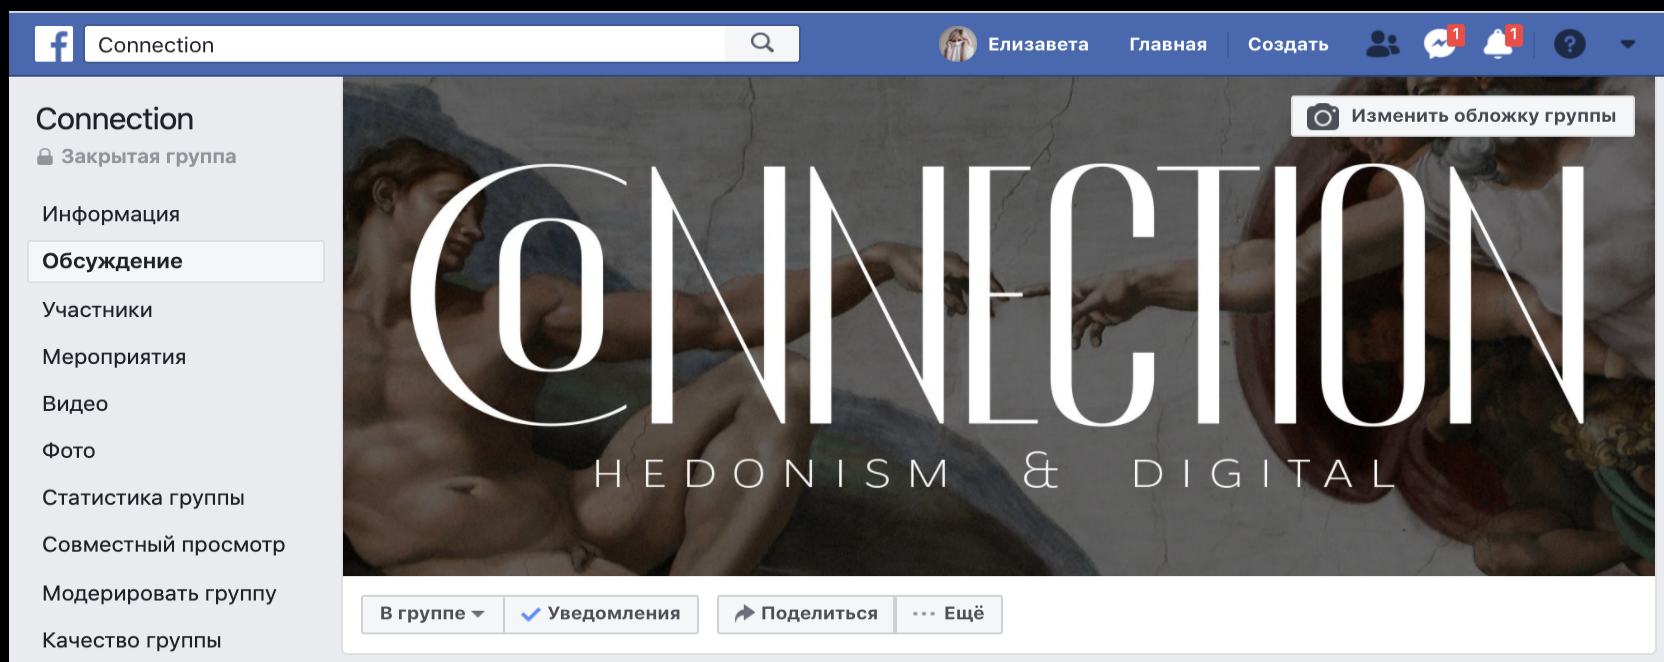 f Connection Елизавета Главная Создать 1 1 ?
Connection
Закрытая группа
Информация
Обсуждение
Участники
Мероприятия
Видео
Фото
Статистика группы
Совместный просмотр
Модерировать группу
Качество группы
Изменить обложку группы
CONNECTION
HEDONISM & DIGITAL
В группе Уведомления Поделиться ··· Ещё